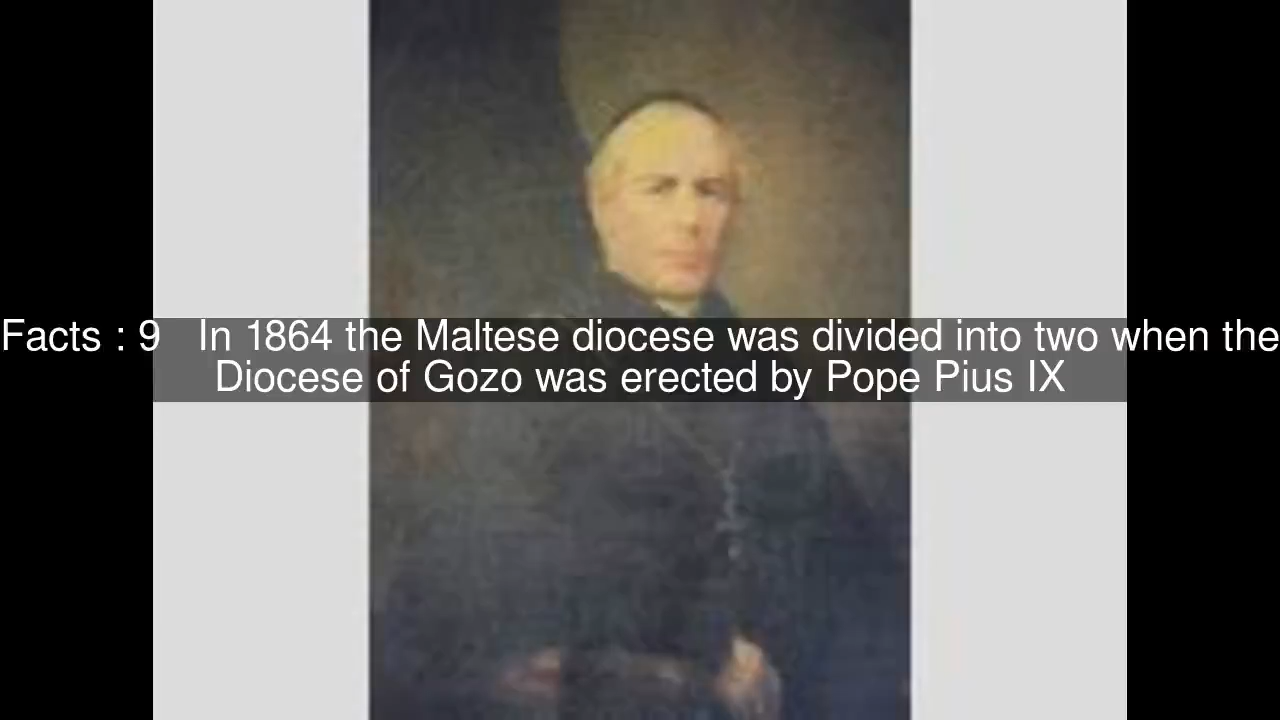 Facts : 9   In 1864 the Maltese diocese was divided into two when the
Diocese of Gozo was erected by Pope Pius IX